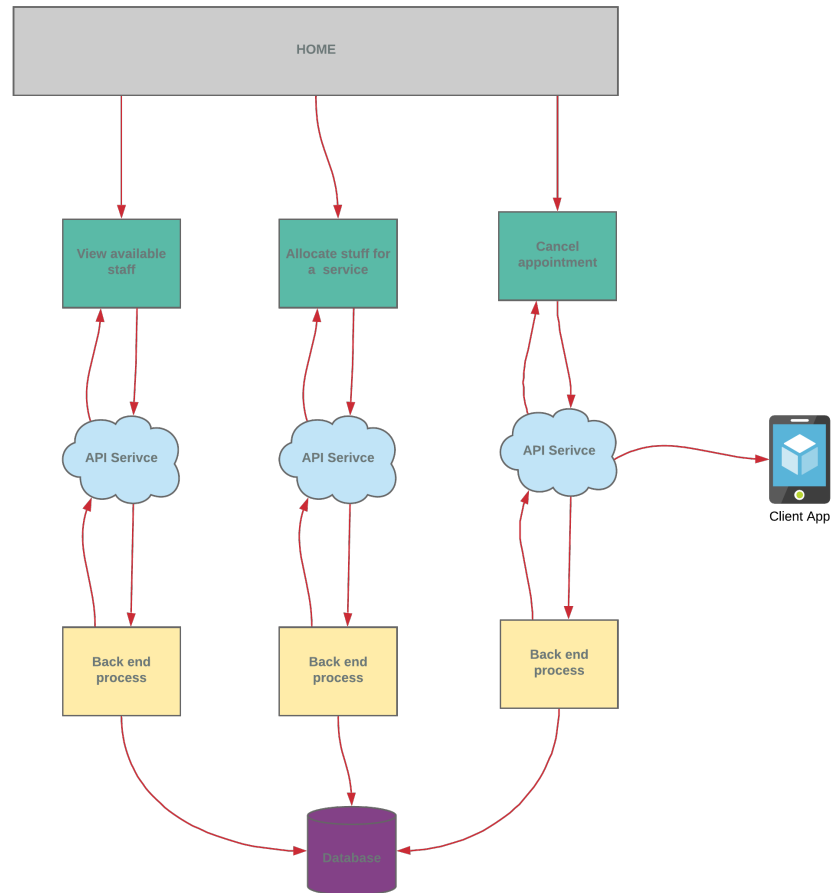 HOME
View available
staff
Allocate stuff for
a service
Cancel
appointment
API Serivce
API Serivce
API Serivce
Client App
Back end
process
Back end
process
Back end
process
Database